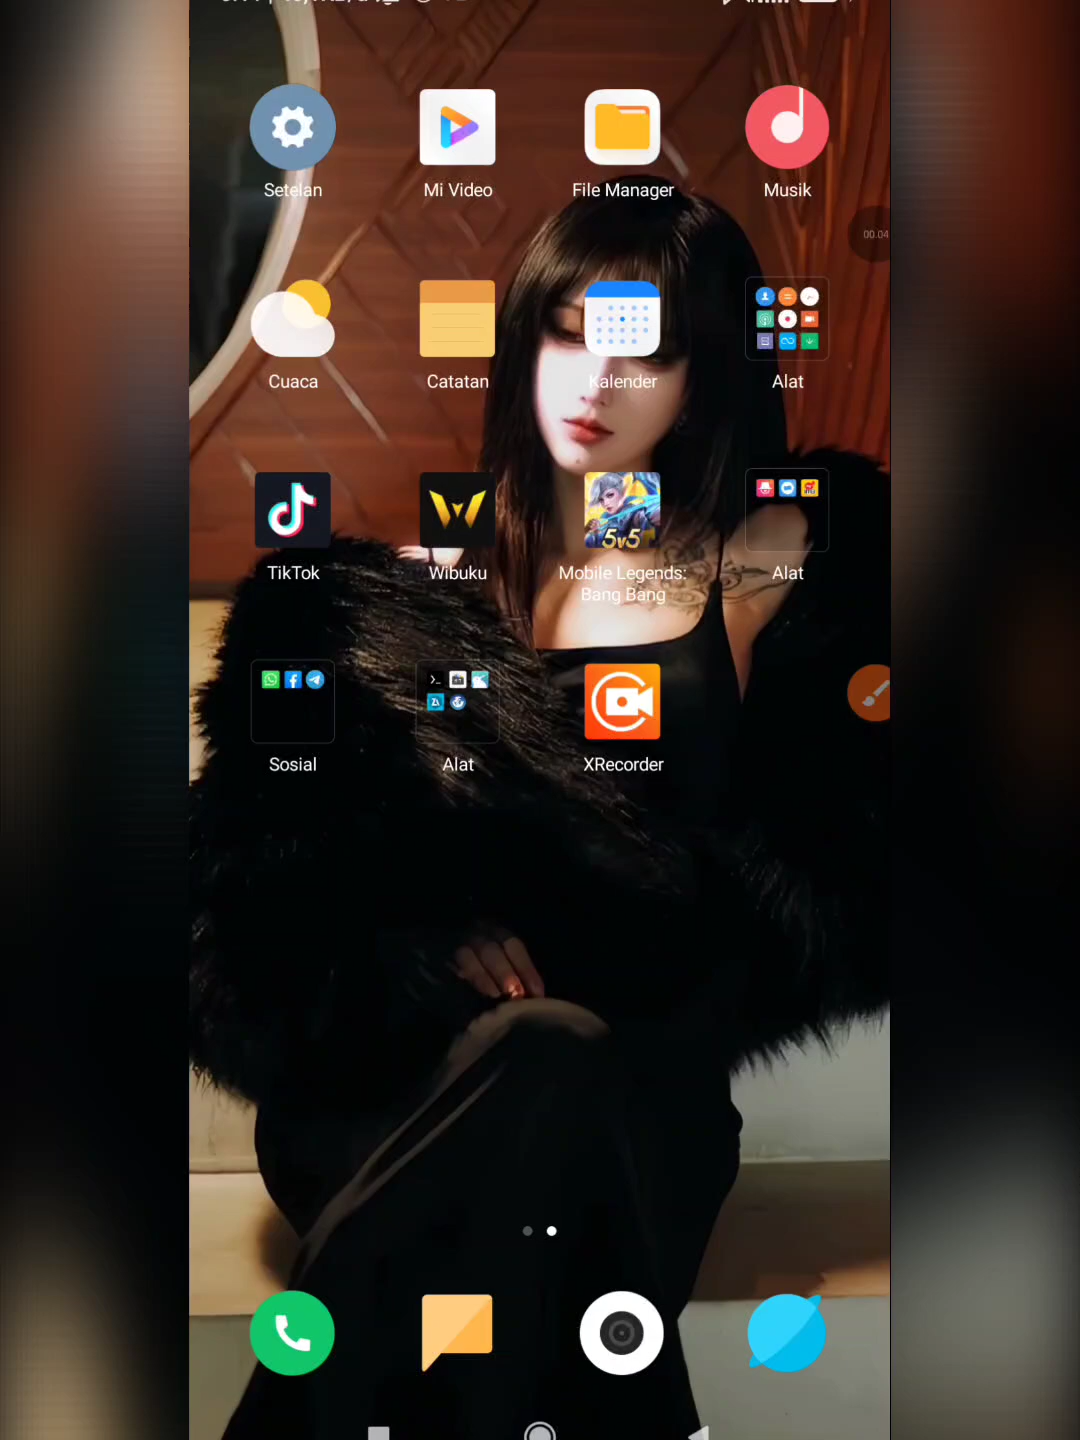 Setelan
Mi Video
File Manager
Musik
00.04
Cuaca
Catatan
Kalender
Alat
5v5
TikTok
Wibuku
Mobile Legends:
Bang Bang
Alat
Sosial
Alat
XRecorder